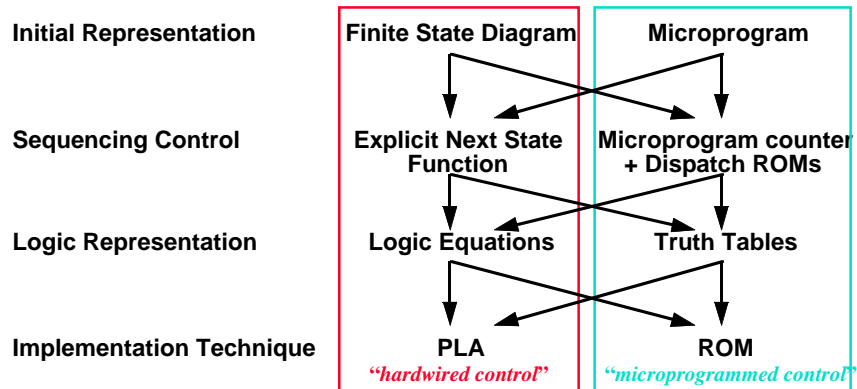 Initial Representation Finite State Diagram Microprogram
Sequencing Control Explicit Next State Microprogram counter
Function + Dispatch ROMs
Logic Representation Logic Equations Truth Tables
Implementation Technique PLA ROM
“hardwired control” “microprogrammed control”